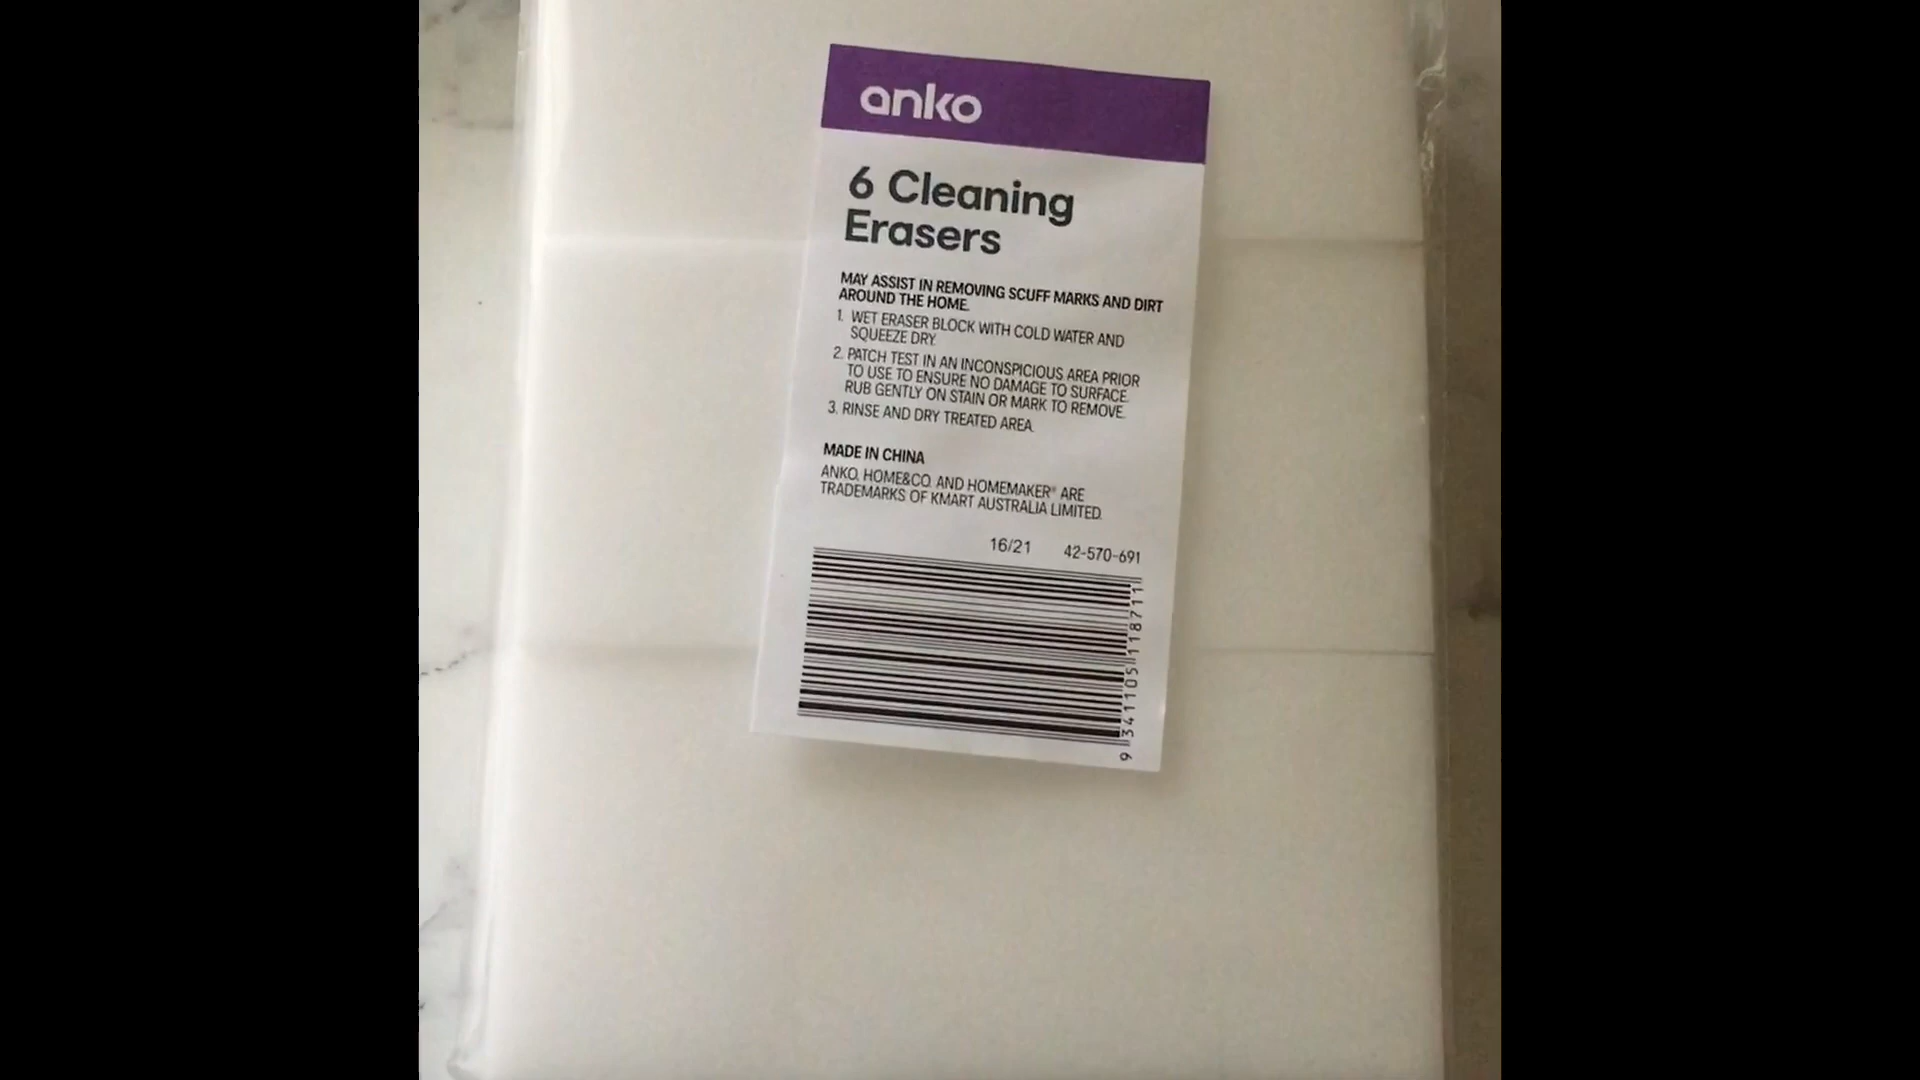 anko
6 Cleaning
Erasers
MAY ASSIST IN REMOVING SCUFF MARKS AND DIRT
AROUND THE HOME.
1. WET ERASER BLOCK WITH COLD WATER AND
SQUEEZE DRY.
2. PATCH TEST IN AN INCONSPICIOUS AREA PRIOR
TO USE TO ENSURE NO DAMAGE TO SURFACE.
RUB GENTLY ON STAIN OR MARK TO REMOVE.
3. RINSE AND DRY TREATED AREA.
MADE IN CHINA
ANKO, HOME&CO. AND HOMEMAKER® ARE
TRADEMARKS OF KMART AUSTRALIA LIMITED.
16/21 42-570-691
9 341105 118711